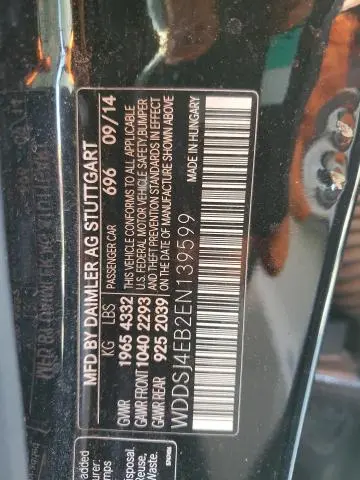 MFD BY DAIMLER AG STUTTGART
KG LBS PASSENGER CAR 696 09/14
GVWR 1965 4332 THIS VEHICLE CONFORMS TO ALL APPLICABLE
GAWR FRONT 1040 2293 U.S. FEDERAL MOTOR VEHICLE SAFETY, BUMPER
GAWR REAR 925 2039 AND THEFT PREVENTION STANDARDS IN EFFECT
ON THE DATE OF MANUFACTURE SHOWN ABOVE
WDDSJ4EB2EN139599 MADE IN HUNGARY
added